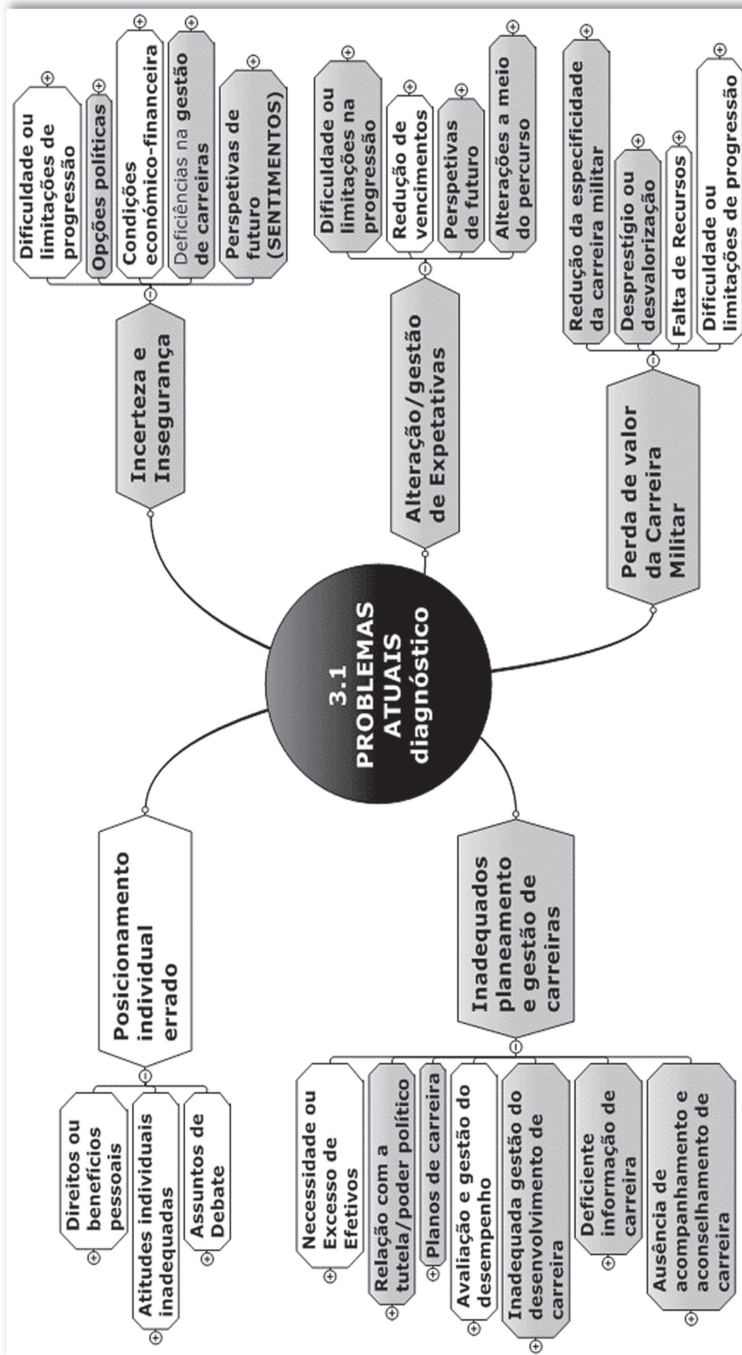 3.1
PROBLEMAS
ATUAIS
diagnóstico
Posicionamento
individual
errado
Direitos ou
benefícios
pessoais
Atitudes individuais
inadequadas
Assuntos de
Debate
Inadequados
planeamento
e gestão de
carreiras
Necessidade ou
Excesso de
Efetivos
Relação com a
tutela/poder político
Planos de carreira
Avaliação e gestão do
desempenho
Inadequada gestão do
desenvolvimento de
carreira
Deficiente
informação de
carreira
Ausência de
acompanhamento e
aconselhamento de
carreira
Incerteza e
Insegurança
Dificuldade ou
limitações de
progressão
Opções políticas
Condições
económico-financeira
Deficiências na gestão
de carreiras
Perspetivas de
futuro
(SENTIMENTOS)
Alteração/gestão
de Expetativas
Dificuldade ou
limitações na
progressão
Redução de
vencimentos
Perspetivas
de futuro
Alterações a meio
do percurso
Perda de valor
da Carreira
Militar
Redução da especificidade
da carreira militar
Desprestígio ou
desvalorização
Falta de Recursos
Dificuldade ou
limitações de progressão